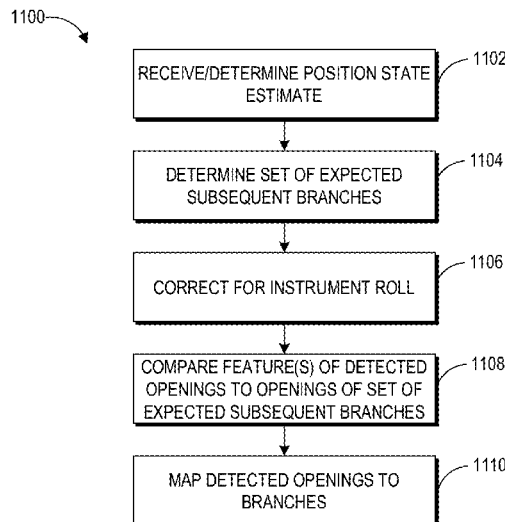 1100
RECEIVE/DETERMINE POSITION STATE
ESTIMATE
1102
DETERMINE SET OF EXPECTED
SUBSEQUENT BRANCHES
1104
CORRECT FOR INSTRUMENT ROLL
1106
COMPARE FEATURE(S) OF DETECTED
OPENINGS TO OPENINGS OF SET OF
EXPECTED SUBSEQUENT BRANCHES
1108
MAP DETECTED OPENINGS TO
BRANCHES
1110